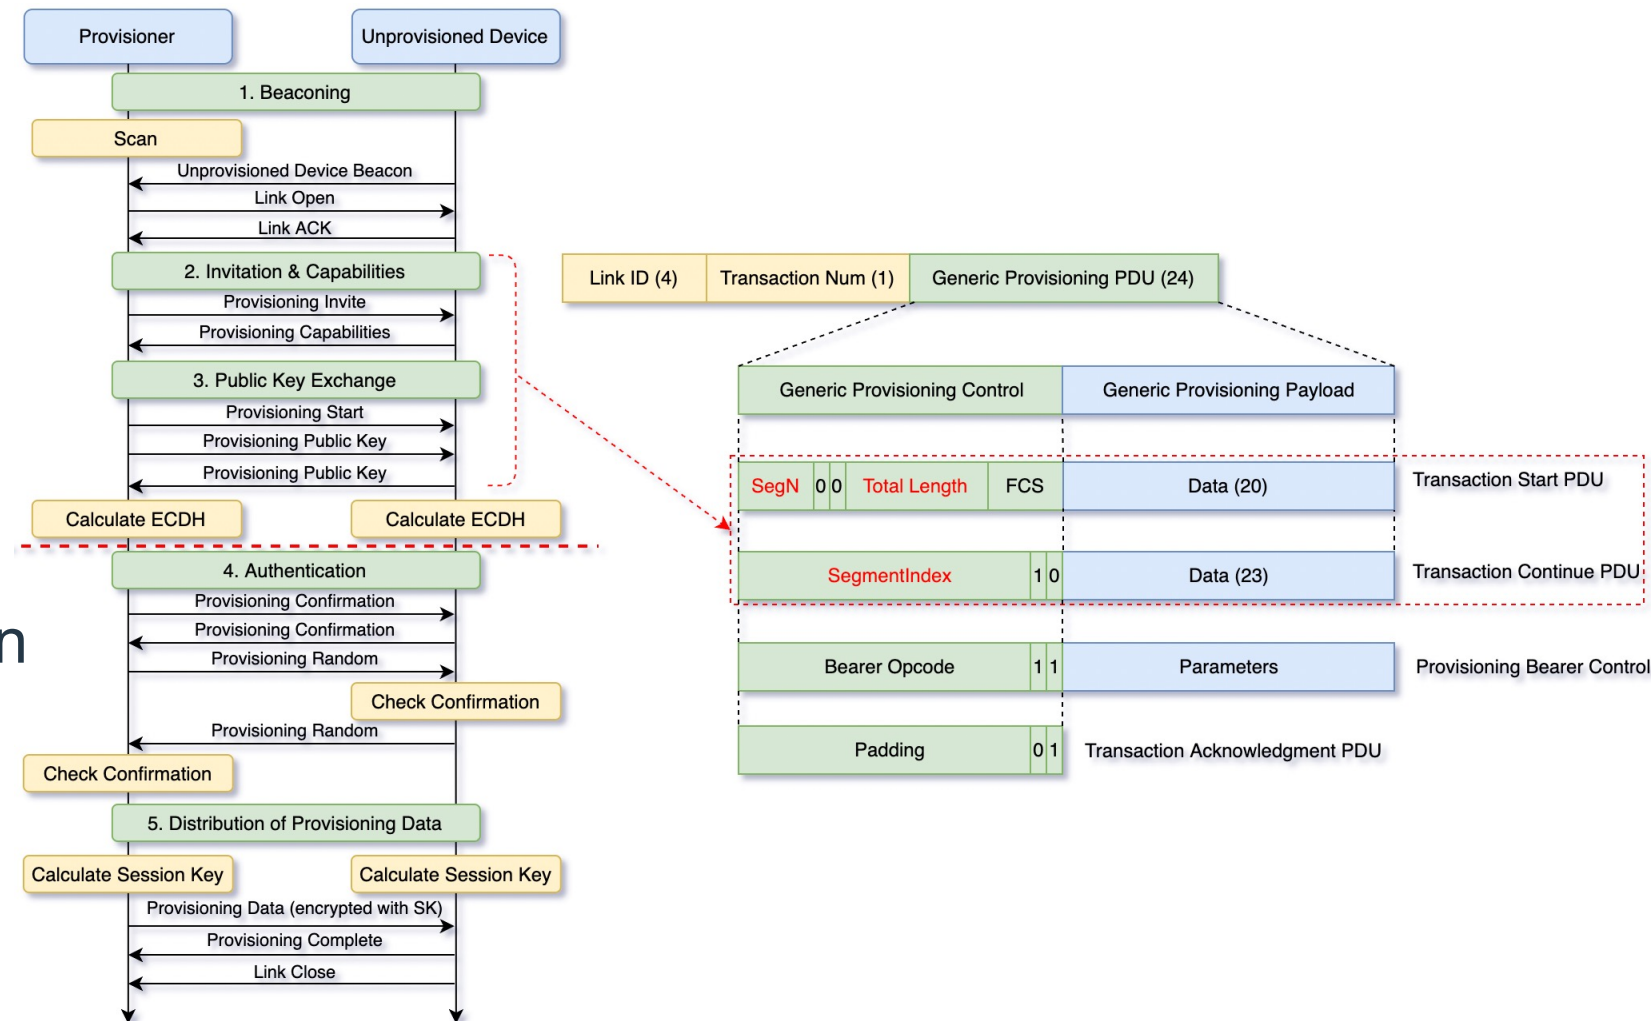 Provisioner
Unprovisioned Device
1. Beaconing
Scan
Unprovisioned Device Beacon
Link Open
Link ACK
2. Invitation & Capabilities
Provisioning Invite
Provisioning Capabilities
3. Public Key Exchange
Provisioning Start
Provisioning Public Key
Provisioning Public Key
Calculate ECDH
Calculate ECDH
4. Authentication
Provisioning Confirmation
Provisioning Confirmation
Provisioning Random
Check Confirmation
Provisioning Random
Check Confirmation
5. Distribution of Provisioning Data
Calculate Session Key
Calculate Session Key
Provisioning Data (encrypted with SK)
Provisioning Complete
Link Close
n
Link ID (4)
Transaction Num (1)
Generic Provisioning PDU (24)
Generic Provisioning Control
Generic Provisioning Payload
SegN
0
0
Total Length
FCS
Data (20)
Transaction Start PDU
SegmentIndex
1
0
Data (23)
Transaction Continue PDU
Bearer Opcode
1
1
Parameters
Provisioning Bearer Control
Padding
0
1
Transaction Acknowledgment PDU